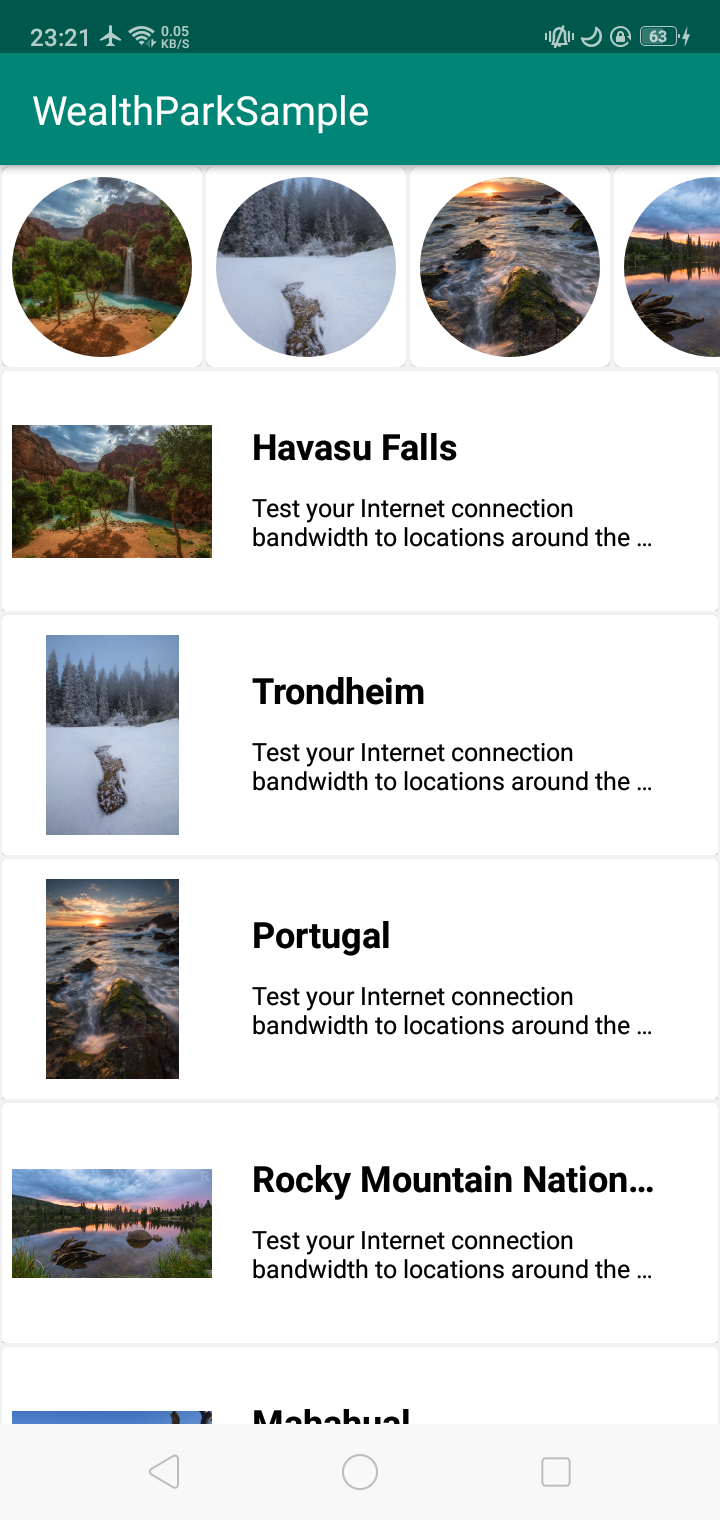 23:21 0.05 KB/S 63
WealthParkSample
Havasu Falls
Test your Internet connection
bandwidth to locations around the ...
Trondheim
Test your Internet connection
bandwidth to locations around the ...
Portugal
Test your Internet connection
bandwidth to locations around the ...
Rocky Mountain Nation...
Test your Internet connection
bandwidth to locations around the ...
Mahahual